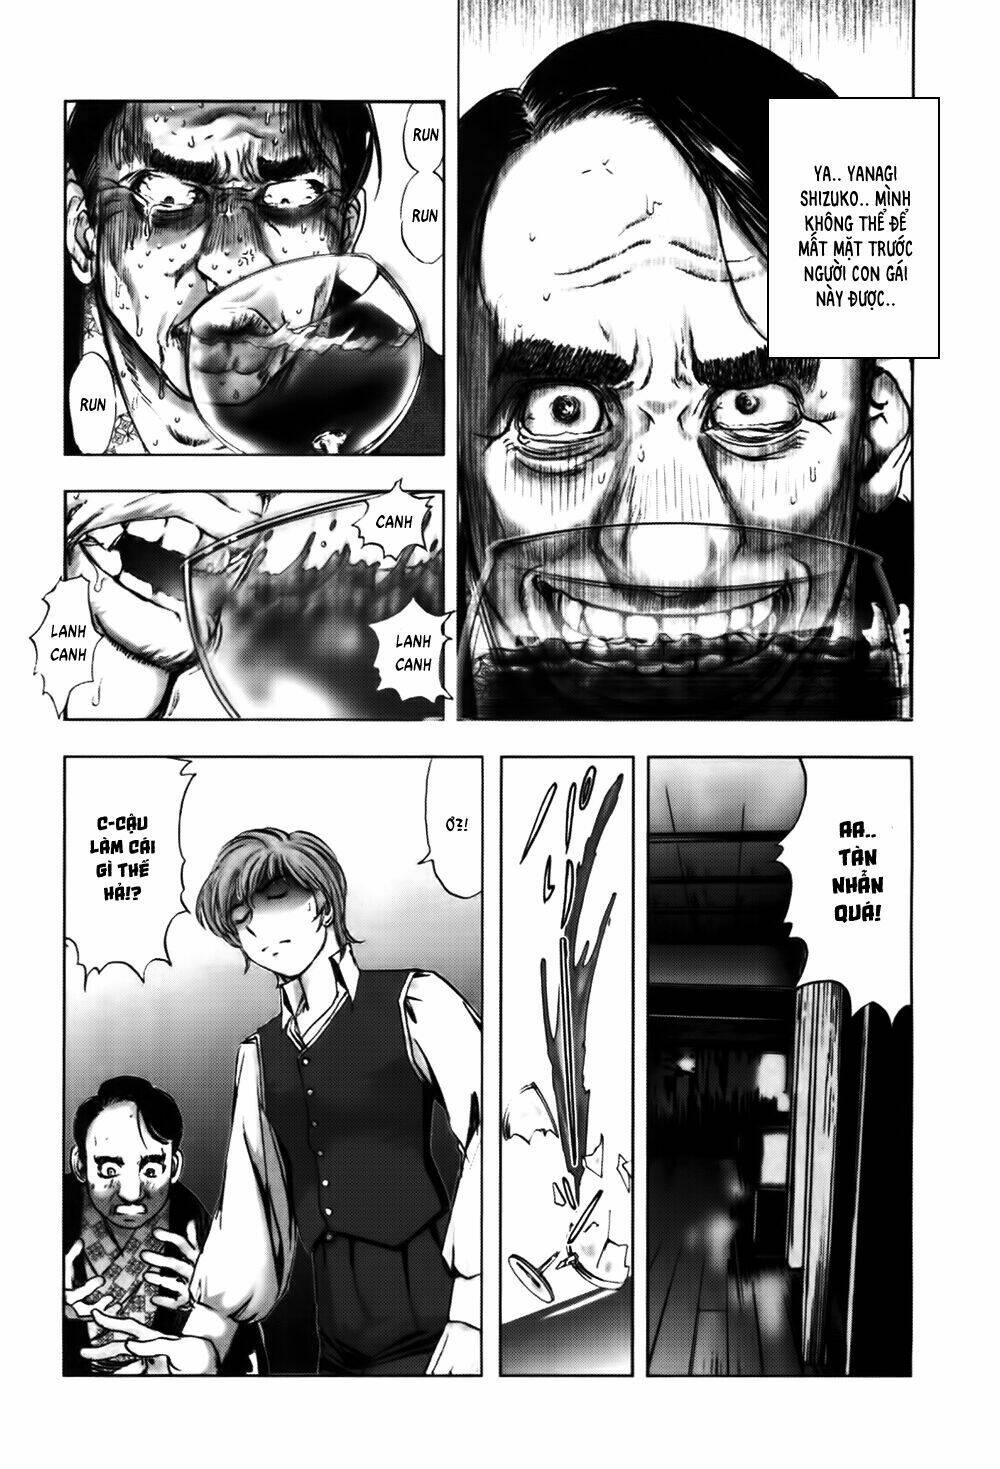 YA.. YANAGI
SHIZUKO.. MÌNH
KHÔNG THỂ ĐỂ
MẤT MẶT TRƯỚC
NGƯỜI CON GÁI
NÀY ĐƯỢC..
RUN
RUN
RUN
CANH
LANH
CANH
LANH
CANH
AA..
TÀN
NHẪN
QUÁ!
Ơ?!
C-CẬU
LÀM CÁI
GÌ THẾ
HẢ!?